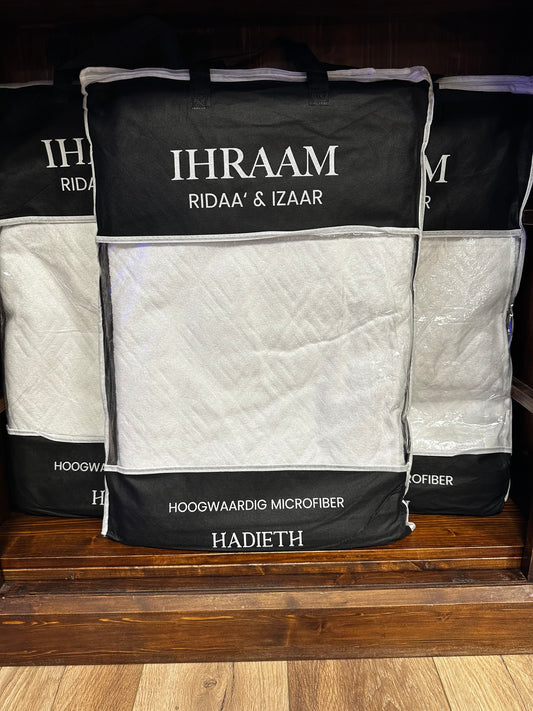 IHRAAM
RIDAA‘ & IZAAR
HOOGWAARDIG MICROFIBER
HADIETH